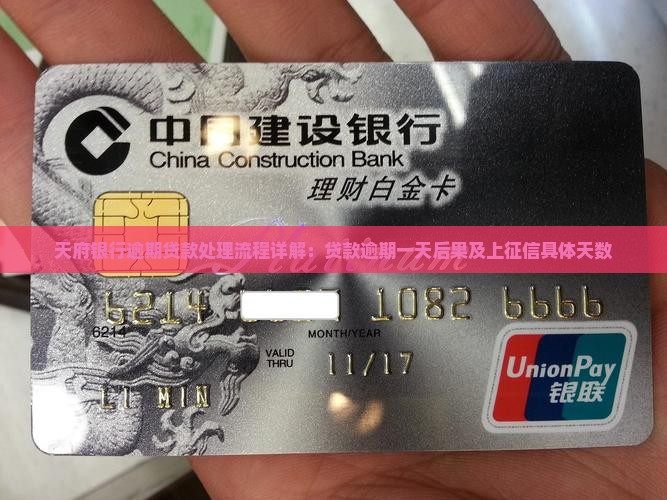 中国建设银行
China Construction Bank
理财白金卡
天府银行逾期贷款处理流程详解：贷款逾期一天后果及上征信具体天数
Platinum
6214 1082 6666
6214
MONTH/YEAR
VALID
THRU
11/17
LI MIN
UnionPay
银联